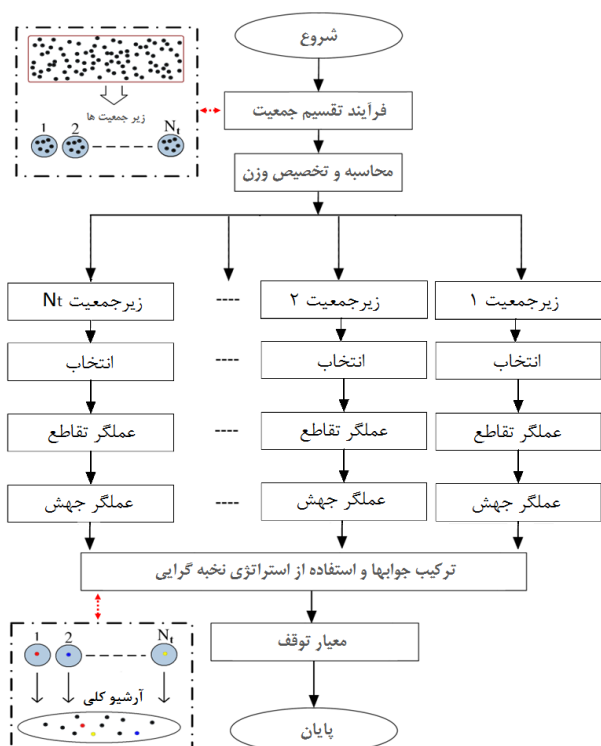 شروع
فرآیند تقسیم جمعیت
زیر جمعیت ها
1 2 Nt
محاسبه و تخصیص وزن
زیرجمعیت ۱
زیرجمعیت ۲
----
زیرجمعیت Nt
انتخاب
انتخاب
----
انتخاب
عملگر تقاطع
عملگر تقاطع
----
عملگر تقاطع
عملگر جهش
عملگر جهش
----
عملگر جهش
ترکیب جوابها و استفاده از استراتژی نخبه گرایی
معیار توقف
1 2 Nt
آرشیو کلی
پایان